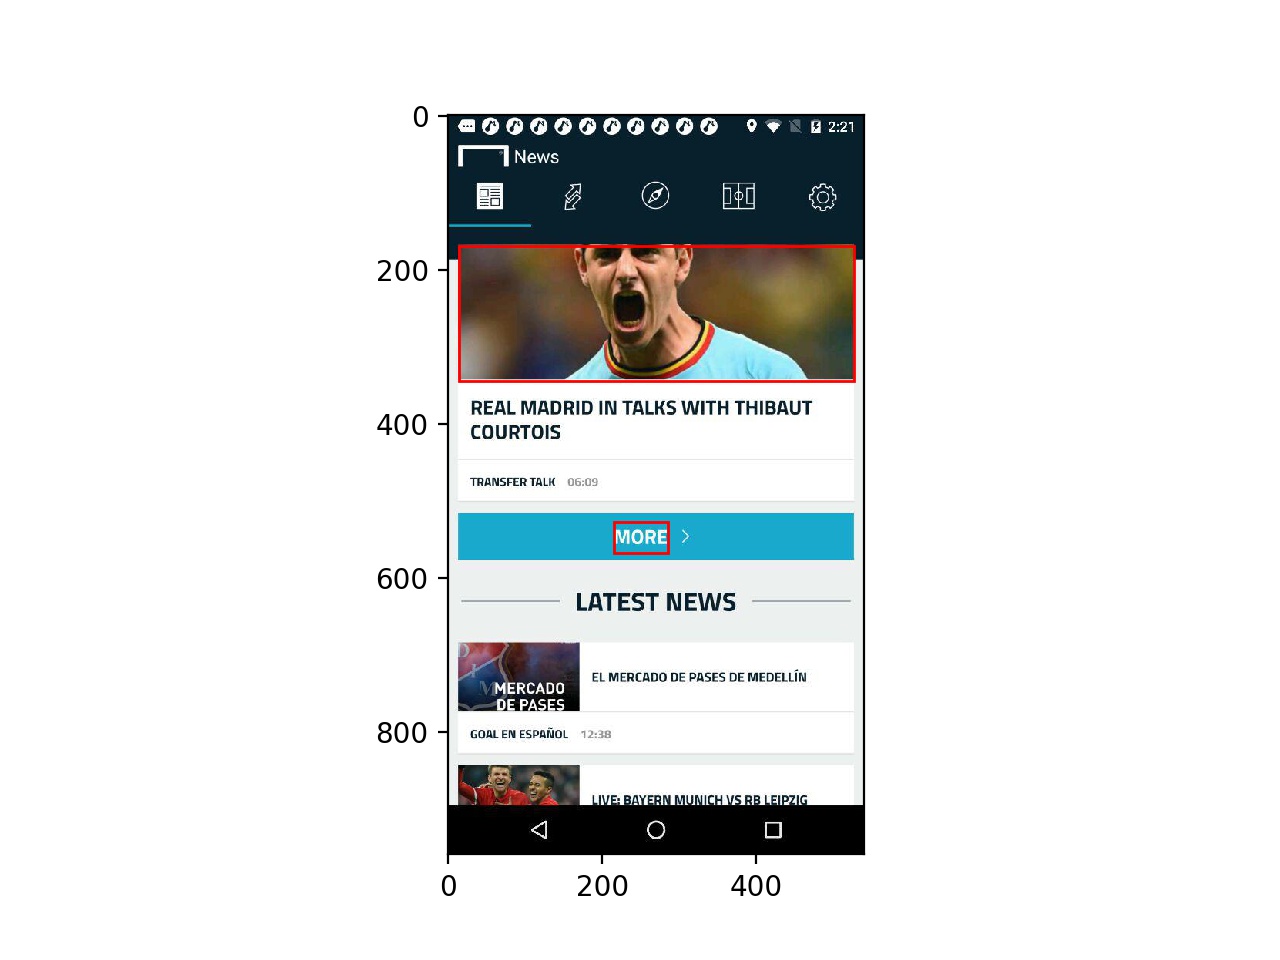 0
200
400
600
800
0
200
400
2:21
News
REAL MADRID IN TALKS WITH THIBAUT
COURTOIS
TRANSFER TALK 06:09
MORE
LATEST NEWS
MERCADO
DE PASES
EL MERCADO DE PASES DE MEDELLÍN
GOAL EN ESPAÑOL 12:38
LIVE: BAYERN MUNICH VS RB LEIPZIG